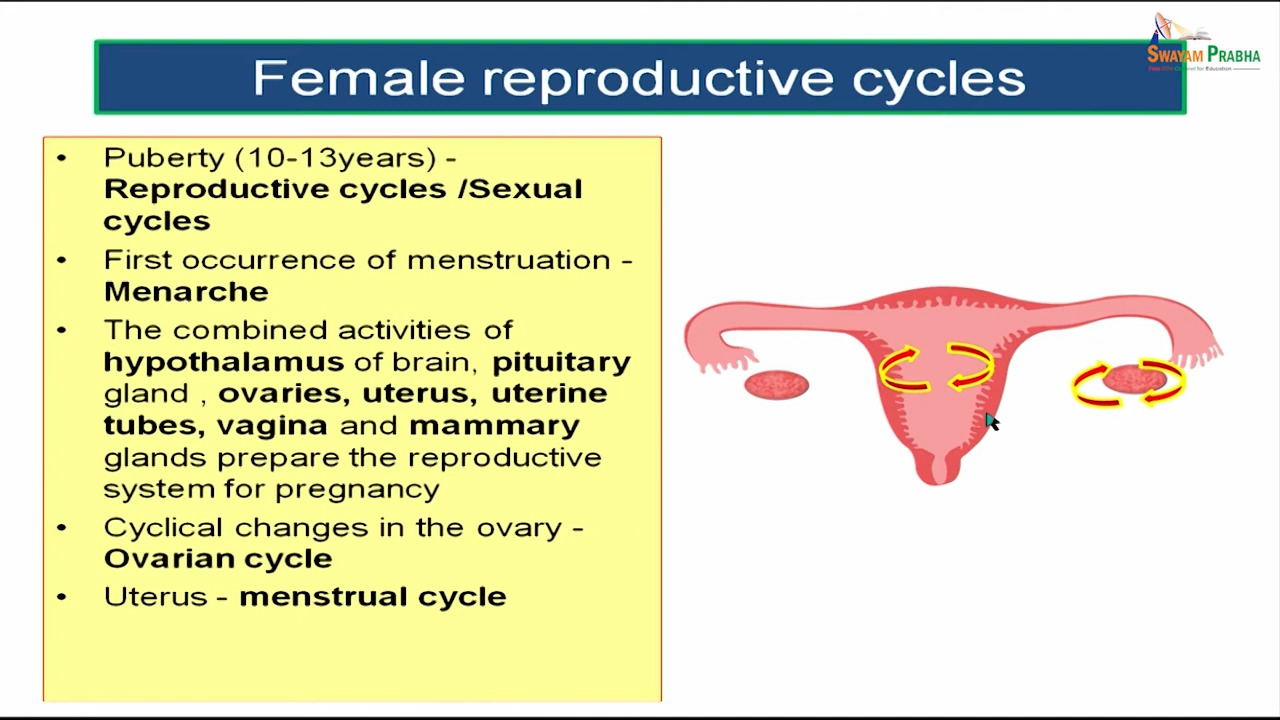 Female reproductive cycles
SWAYAM PRABHA
• Puberty (10-13years) -
Reproductive cycles /Sexual
cycles
• First occurrence of menstruation -
Menarche
• The combined activities of
hypothalamus of brain, pituitary
gland , ovaries, uterus, uterine
tubes, vagina and mammary
glands prepare the reproductive
system for pregnancy
• Cyclical changes in the ovary -
Ovarian cycle
• Uterus - menstrual cycle